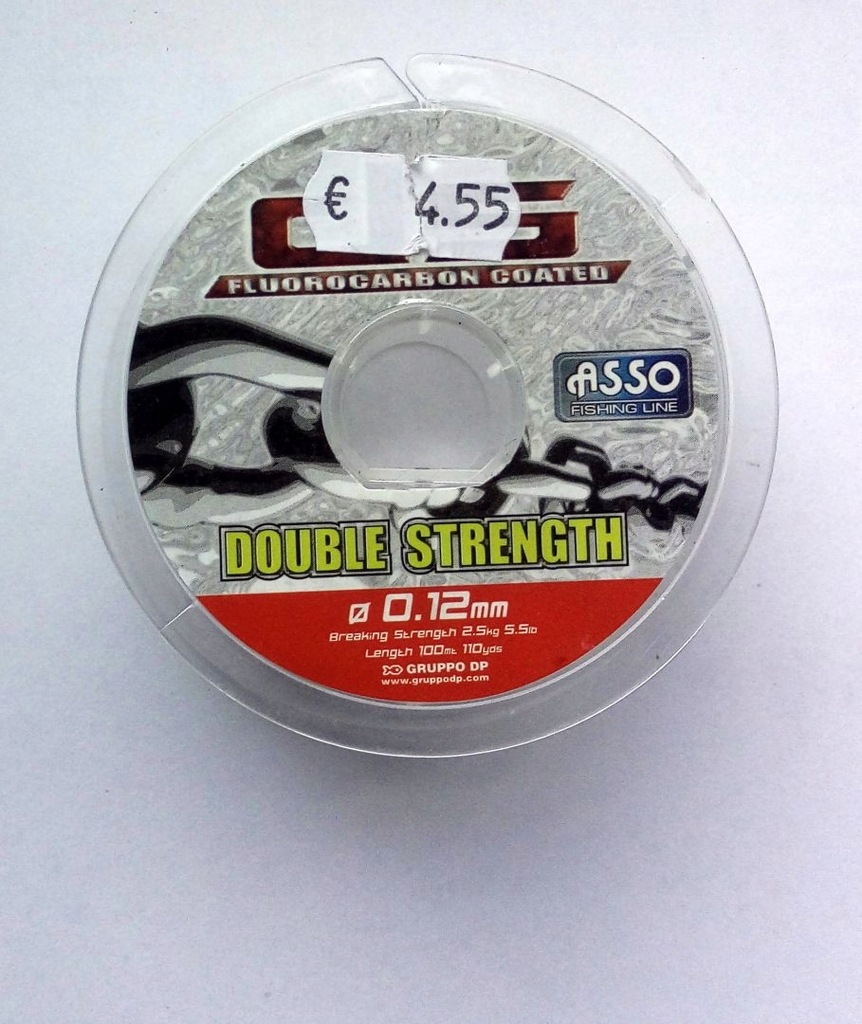 € 4.55
FLUOROCARBON COATED
ASSO
FISHING LINE
DOUBLE STRENGTH
ø 0.12mm
Breaking Strength 2.5kg 5.5lb
Length 100mt 110yds
GRUPPO DP
www.gruppodp.com